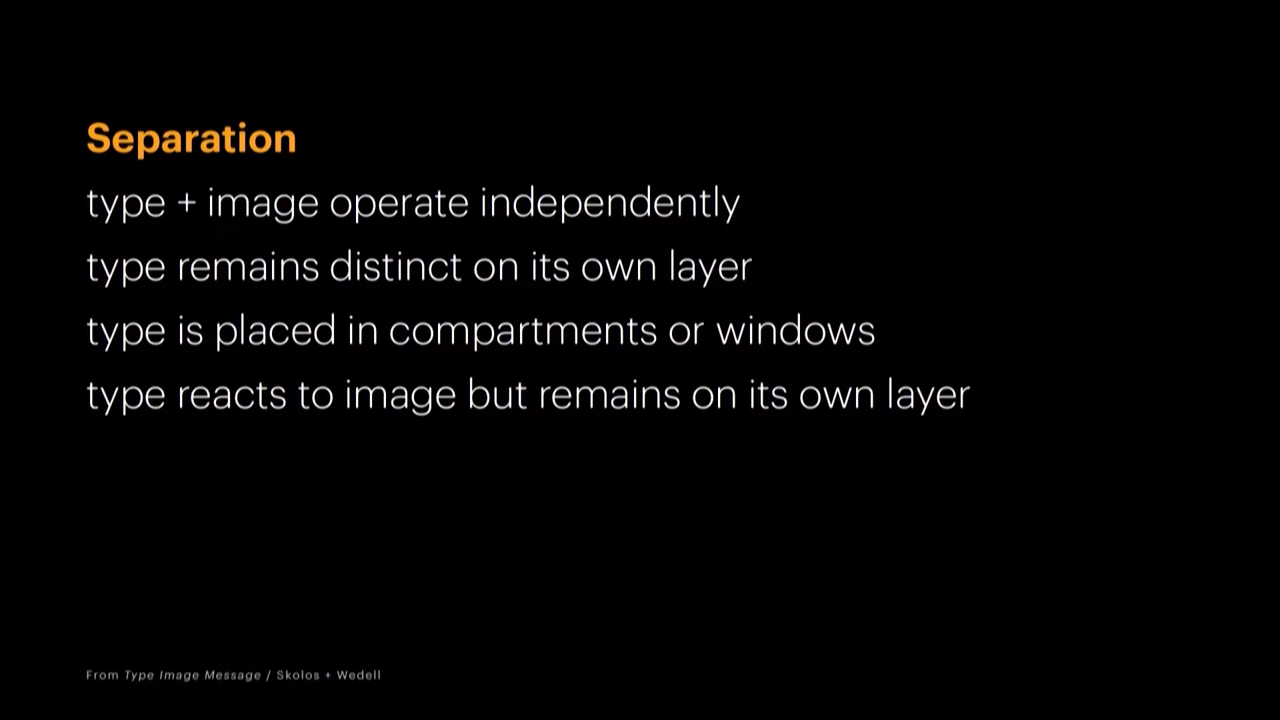 Separation
type + image operate independently
type remains distinct on its own layer
type is placed in compartments or windows
type reacts to image but remains on its own layer
From Type Image Message / Skolos + Wedell